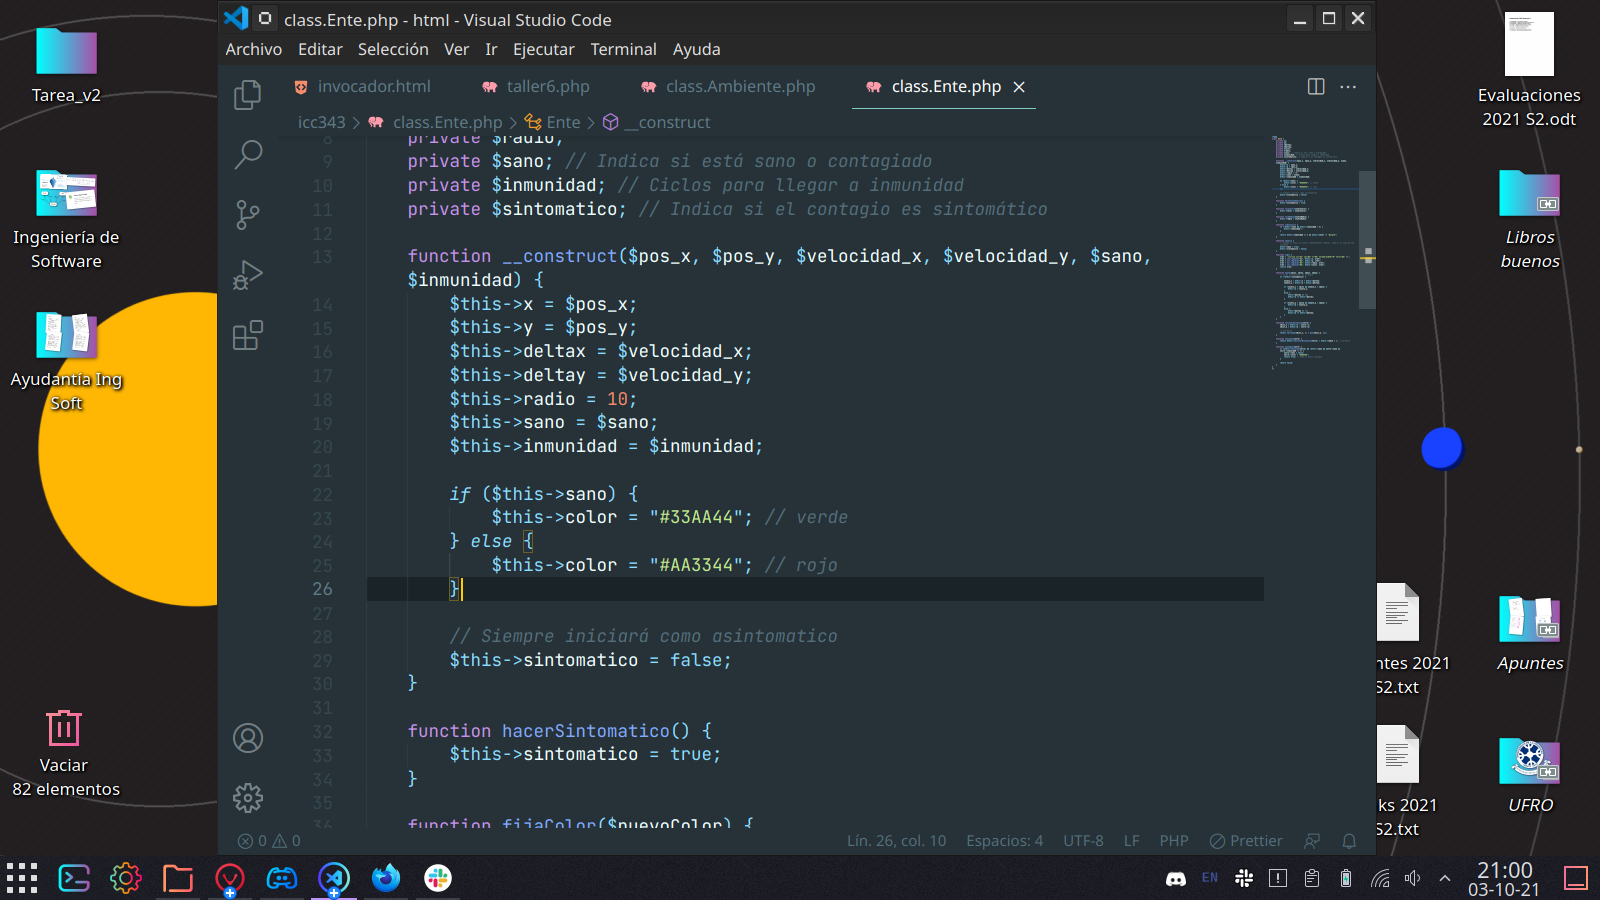 class.Ente.php - html - Visual Studio Code
Archivo Editar Selección Ver Ir Ejecutar Terminal Ayuda
invocador.html taller6.php class.Ambiente.php class.Ente.php
icc343 > class.Ente.php > Ente > __construct
8 private $radio;
9 private $sano; // Indica si está sano o contagiado
10 private $inmunidad; // Ciclos para llegar a inmunidad
11 private $sintomatico; // Indica si el contagio es sintomático
12
13 function __construct($pos_x, $pos_y, $velocidad_x, $velocidad_y, $sano,
$inmunidad) {
14 $this->x = $pos_x;
15 $this->y = $pos_y;
16 $this->deltax = $velocidad_x;
17 $this->deltay = $velocidad_y;
18 $this->radio = 10;
19 $this->sano = $sano;
20 $this->inmunidad = $inmunidad;
21
22 if ($this->sano) {
23 $this->color = "#33AA44"; // verde
24 } else {
25 $this->color = "#AA3344"; // rojo
26 }
27
28 // Siempre iniciará como asintomatico
29 $this->sintomatico = false;
30 }
31
32 function hacerSintomatico() {
33 $this->sintomatico = true;
34 }
35
36 function fijaColor($nuevoColor) {
0 0 Lín. 26, col. 10 Espacios: 4 UTF-8 LF PHP Prettier
Tarea_v2
Ingeniería de
Software
Ayudantía Ing
Soft
Vaciar
82 elementos
Evaluaciones
2021 S2.odt
Libros
buenos
ntes 2021
S2.txt
Apuntes
ks 2021
S2.txt
UFRO
EN
21:00
03-10-21